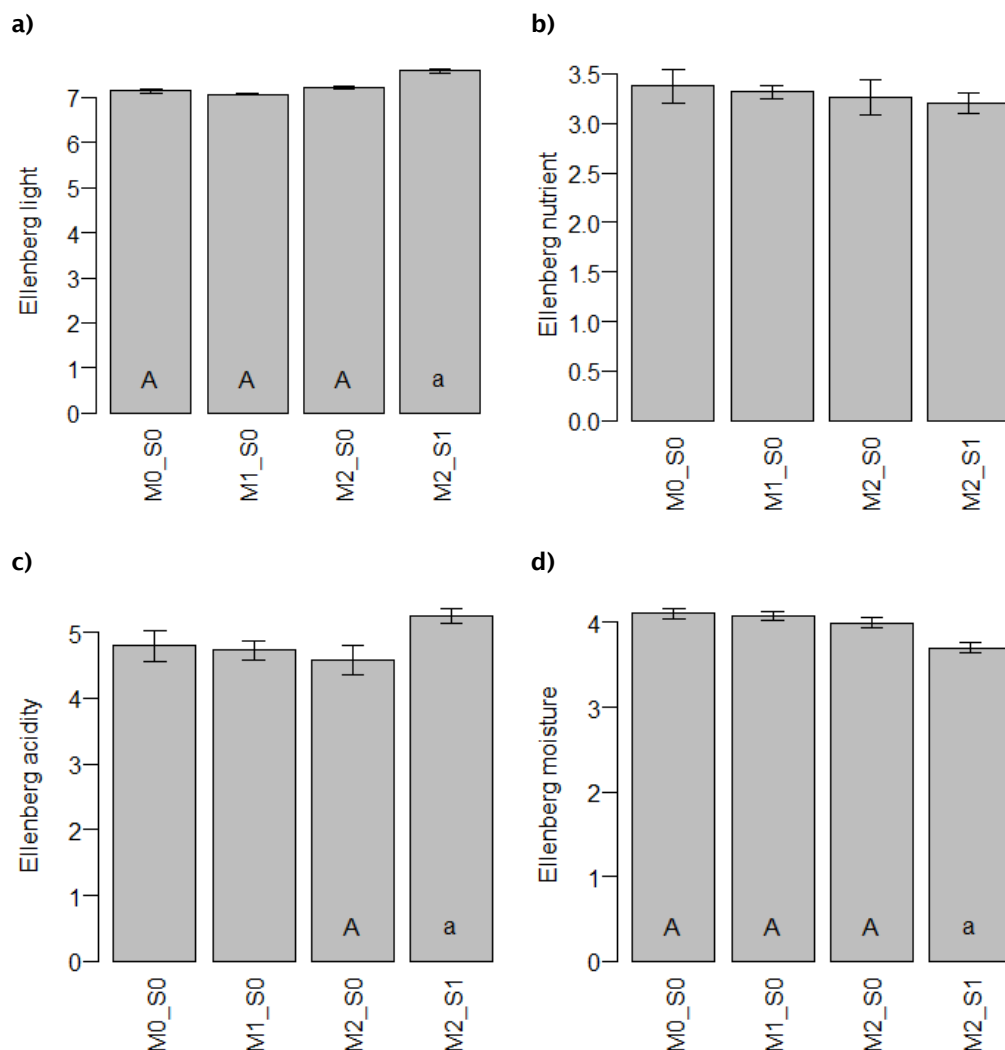 a)
Ellenberg light
7
6
5
4
3
2
1
0
A A A a
M0_S0 M1_S0 M2_S0 M2_S1
b)
Ellenberg nutrient
3.5
3.0
2.5
2.0
1.5
1.0
0.5
0.0
M0_S0 M1_S0 M2_S0 M2_S1
c)
Ellenberg acidity
5
4
3
2
1
0
A a
M0_S0 M1_S0 M2_S0 M2_S1
d)
Ellenberg moisture
4
3
2
1
0
A A A a
M0_S0 M1_S0 M2_S0 M2_S1